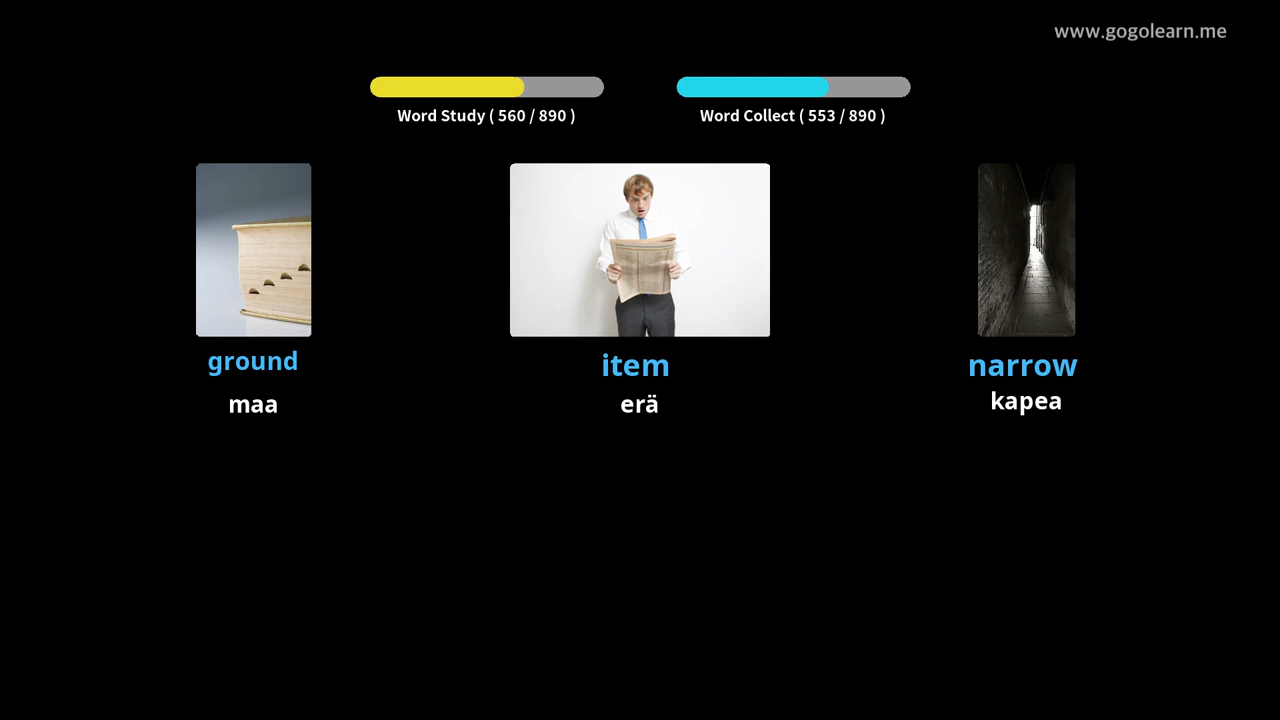 www.gogolearn.me
Word Study ( 560 / 890 )
Word Collect ( 553 / 890 )
ground
maa
item
erä
narrow
kapea